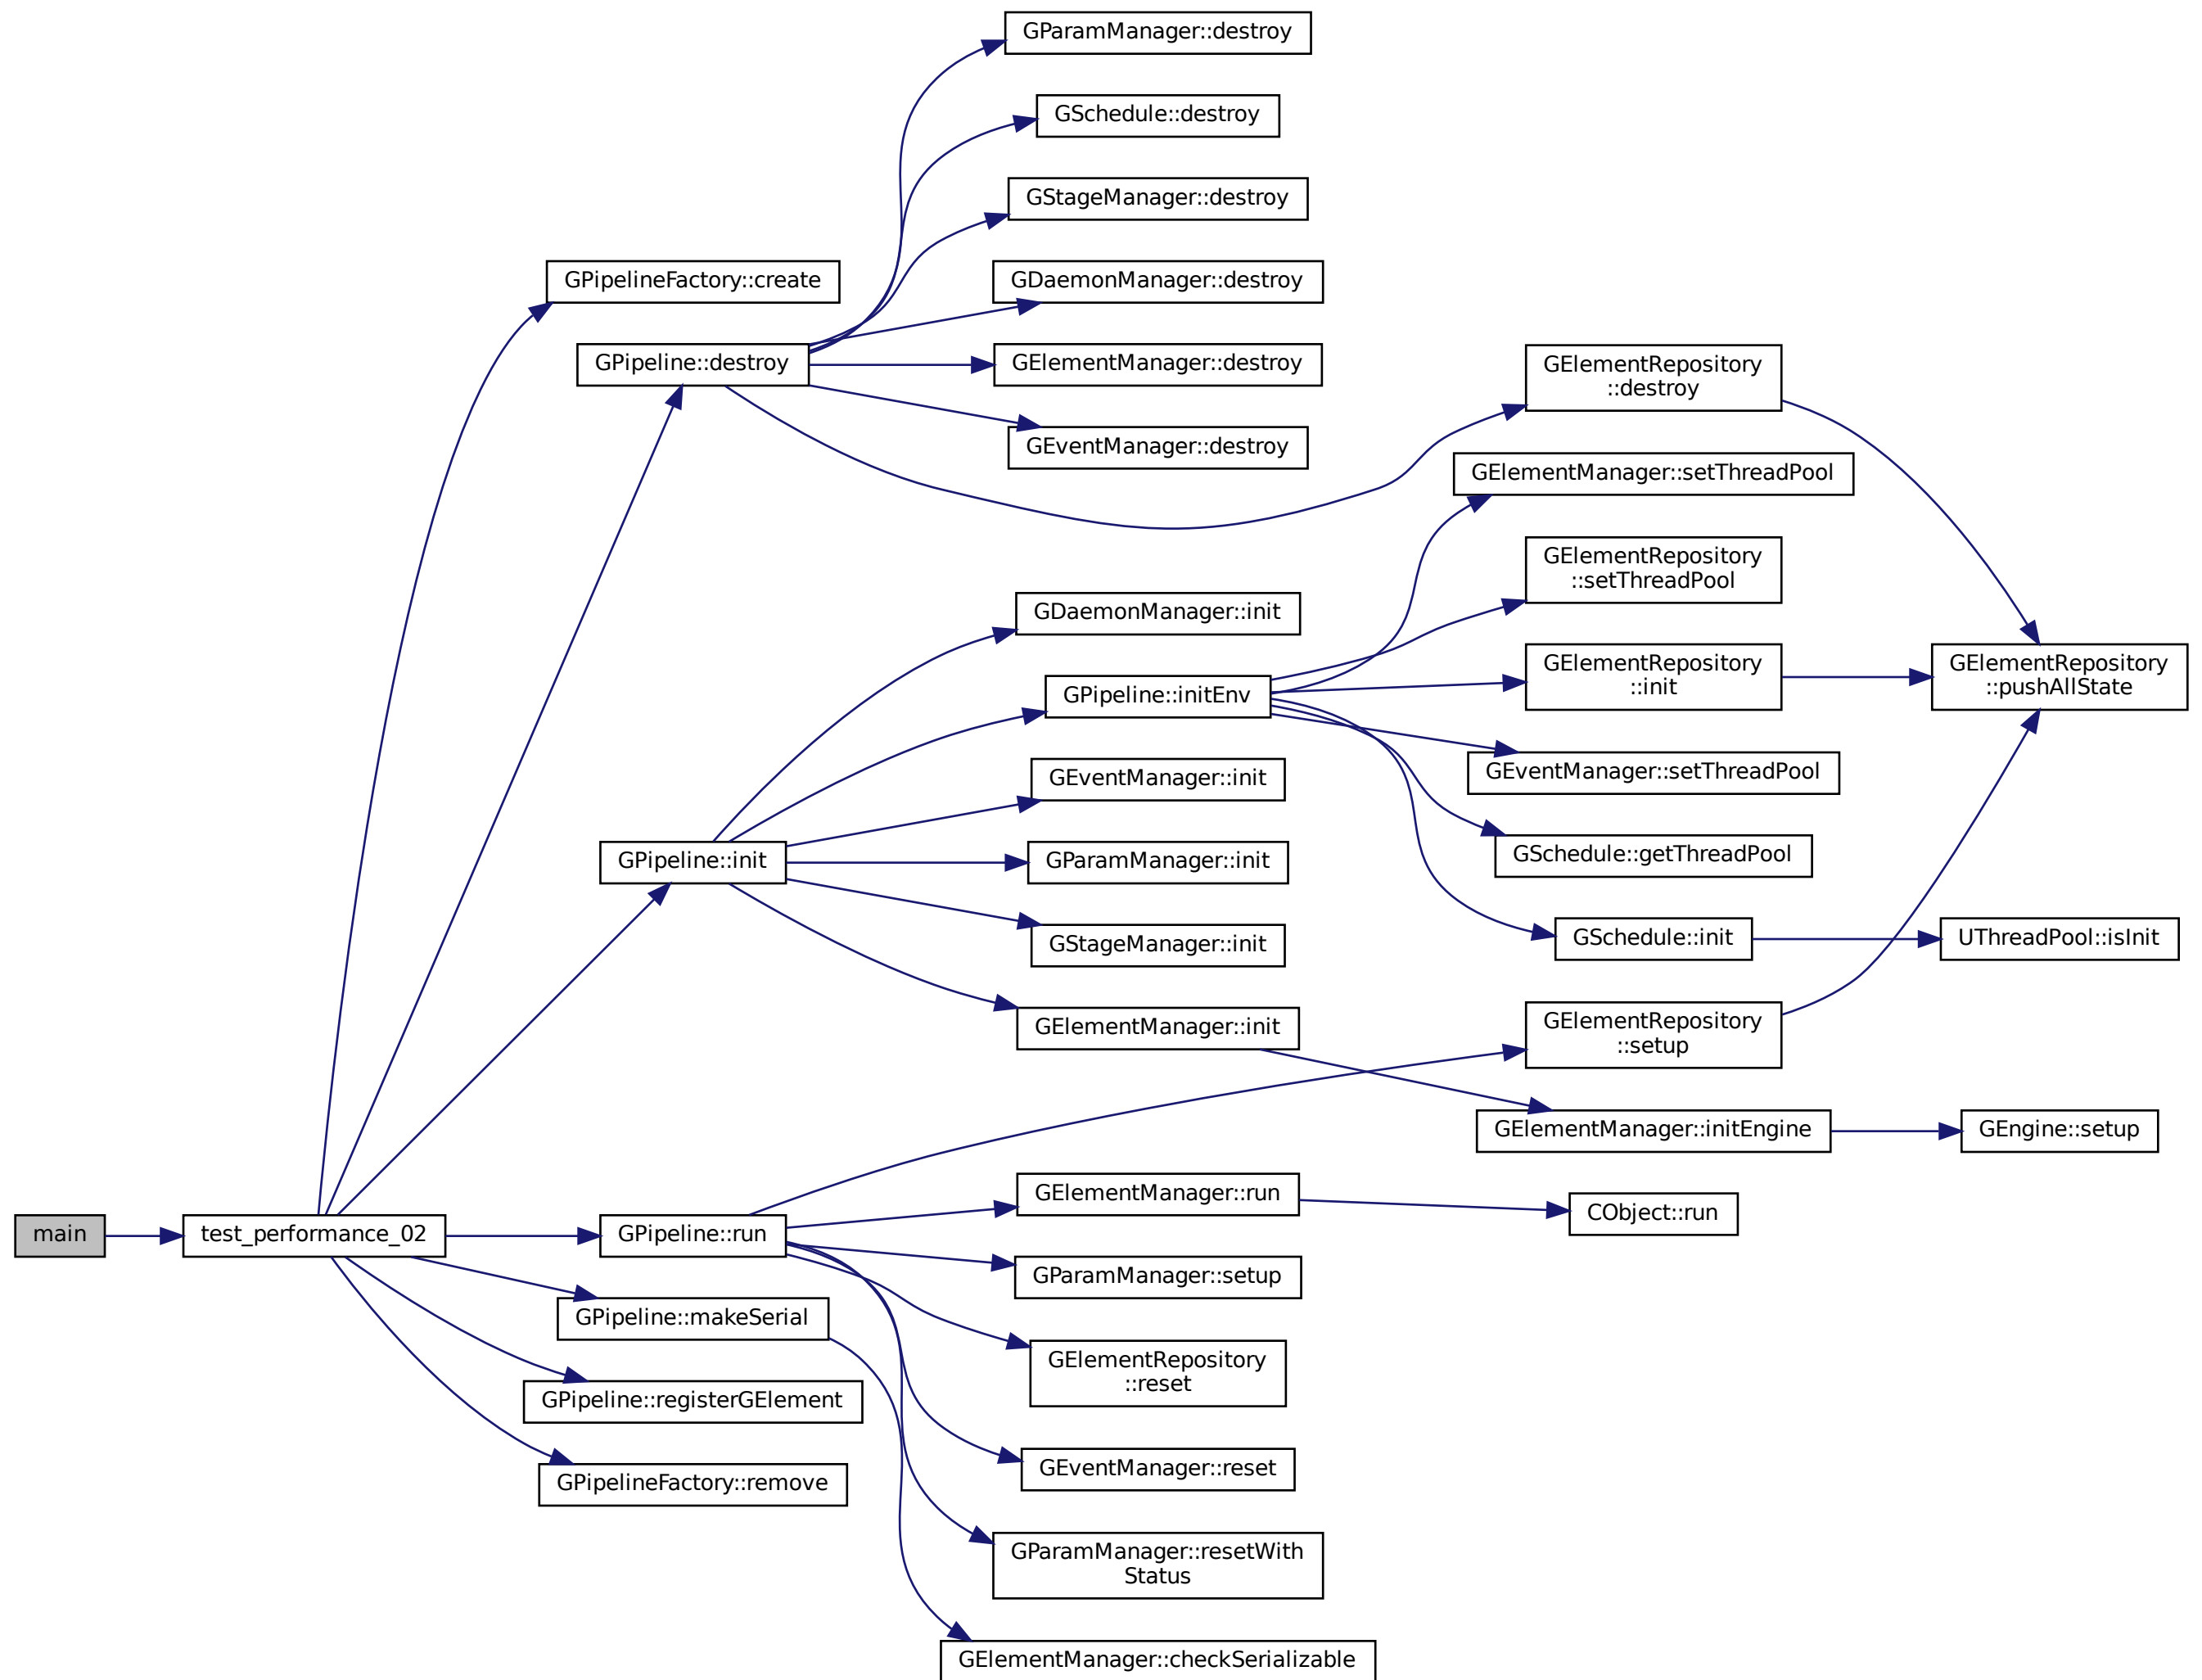 GParamManager::destroy
GSchedule::destroy
GStageManager::destroy
GPipelineFactory::create
GDaemonManager::destroy
GPipeline::destroy
GElementManager::destroy
GElementRepository
::destroy
GEventManager::destroy
GElementManager::setThreadPool
GElementRepository
::setThreadPool
GDaemonManager::init
GPipeline::initEnv
GElementRepository
::init
GElementRepository
::pushAllState
GEventManager::init
GEventManager::setThreadPool
GPipeline::init
GParamManager::init
GSchedule::getThreadPool
GStageManager::init
GSchedule::init
UThreadPool::isInit
GElementManager::init
GElementRepository
::setup
GElementManager::initEngine
GEngine::setup
GElementManager::run
CObject::run
main
test_performance_02
GPipeline::run
GParamManager::setup
GPipeline::makeSerial
GElementRepository
::reset
GPipeline::registerGElement
GEventManager::reset
GPipelineFactory::remove
GParamManager::resetWith
Status
GElementManager::checkSerializable